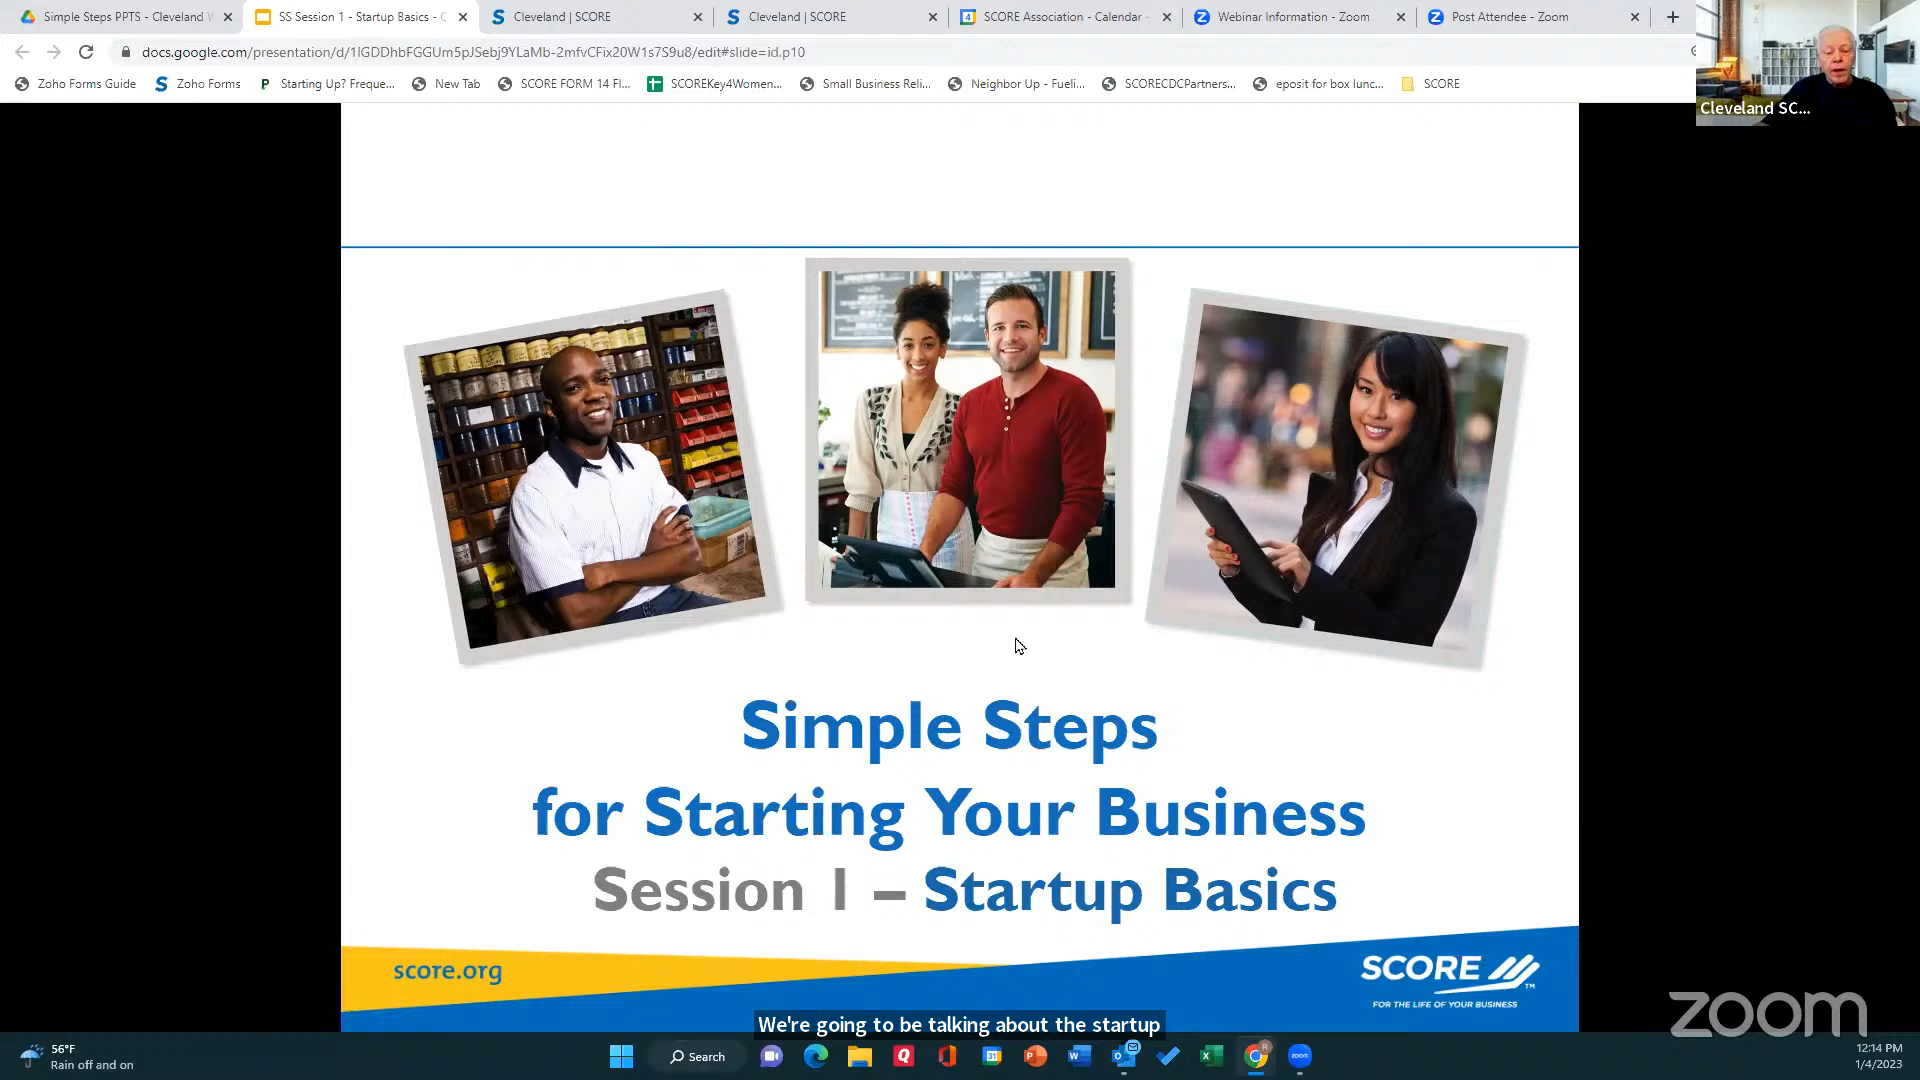 Simple Steps PPTS - Cleveland W
SS Session 1 - Startup Basics - C
Cleveland | SCORE
Cleveland | SCORE
SCORE Association - Calendar -
Webinar Information - Zoom
Post Attendee - Zoom
docs.google.com/presentation/d/1lGDDhbFGGUm5pJSebj9YLaMb-2mfvCFix20W1s7S9u8/edit#slide=id.p10
Zoho Forms Guide
Zoho Forms
Starting Up? Freque...
New Tab
SCORE FORM 14 Fl...
SCOREKey4Women...
Small Business Reli...
Neighbor Up - Fueli...
SCORECDCPartners...
eposit for box lunc...
SCORE
Cleveland SC...
Simple Steps
for Starting Your Business
Session 1 – Startup Basics
score.org
SCORE
TM
FOR THE LIFE OF YOUR BUSINESS
We're going to be talking about the startup
zoom
56°F
Rain off and on
Search
12:14 PM
1/4/2023